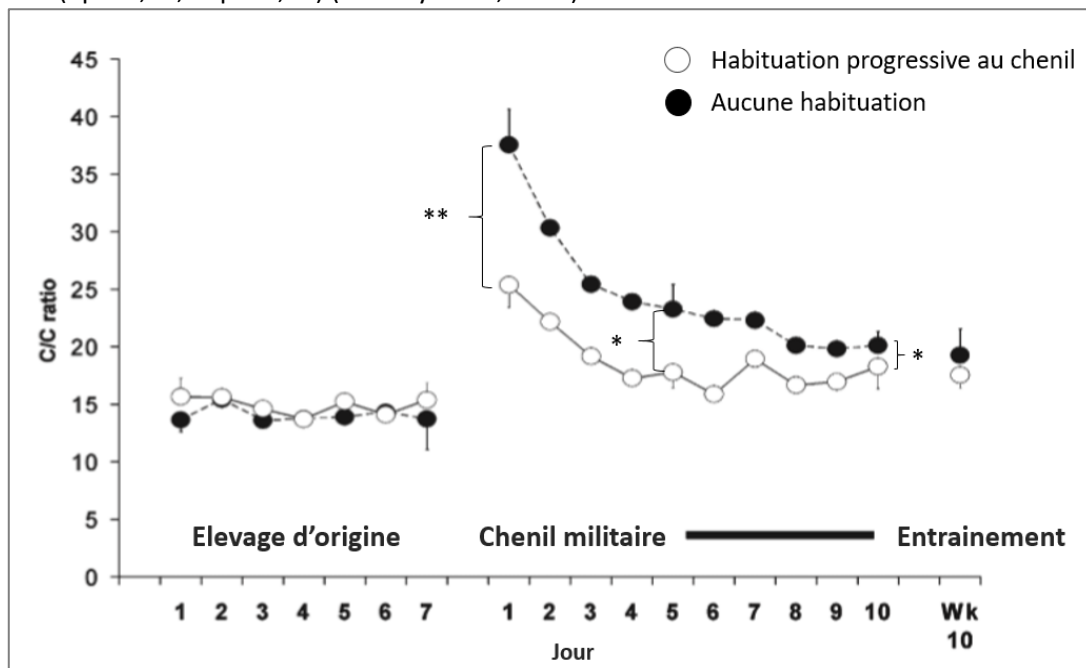 Habituation progressive au chenil
Aucune habituation
45
40
35
30
25
20
15
10
5
0
C/C ratio
**
*
*
Elevage d'origine
Chenil militaire
Entrainement
1 2 3 4 5 6 7 1 2 3 4 5 6 7 8 9 10 Wk
10
Jour